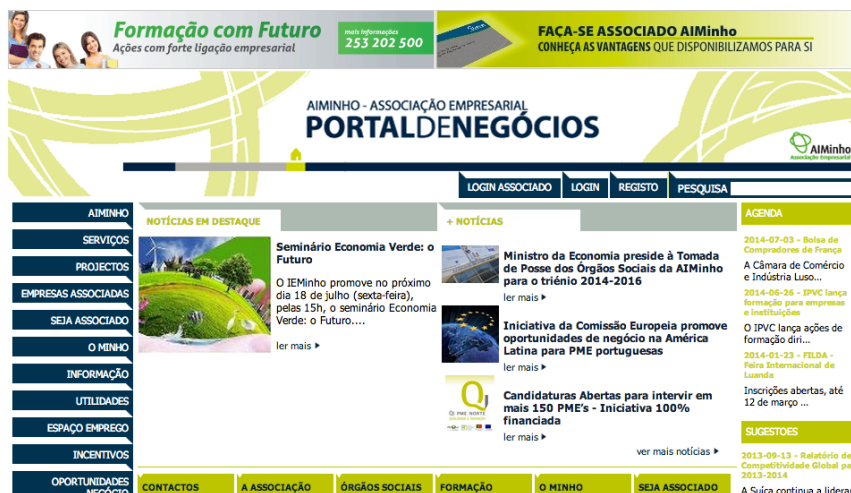 Formação com Futuro
Ações com forte ligação empresarial
mais informações
253 202 500
FAÇA-SE ASSOCIADO AIMinho
CONHEÇA AS VANTAGENS QUE DISPONIBILIZAMOS PARA SI
AIMINHO - ASSOCIAÇÃO EMPRESARIAL
PORTALDENEGÓCIOS
AIMinho
Associação Empresarial
LOGIN ASSOCIADO
LOGIN
REGISTO
PESQUISA
AIMINHO
SERVIÇOS
PROJECTOS
EMPRESAS ASSOCIADAS
SEJA ASSOCIADO
O MINHO
INFORMAÇÃO
UTILIDADES
ESPAÇO EMPREGO
INCENTIVOS
OPORTUNIDADES
NEGÓCIO
NOTÍCIAS EM DESTAQUE
Seminário Economia Verde: o
Futuro
O IEMinho promove no próximo
dia 18 de julho (sexta-feira),
pelas 15h, o seminário Economia
Verde: o Futuro....
ler mais
+ NOTÍCIAS
Ministro da Economia preside à Tomada
de Posse dos Órgãos Sociais da AIMinho
para o triénio 2014-2016
ler mais
Iniciativa da Comissão Europeia promove
oportunidades de negócio na América
Latina para PME portuguesas
ler mais
QI PME NORTE
Candidaturas Abertas para intervir em
mais 150 PME's - Iniciativa 100%
financiada
ler mais
ver mais notícias
AGENDA
2014-07-03 - Bolsa de
Compradores de França
A Câmara de Comércio
e Indústria Luso...
2014-06-26 - IPVC lança
formação para empresas
e instituições
O IPVC lança ações de
formação diri...
2014-01-23 - FILDA -
Feira Internacional de
Luanda
Inscrições abertas, até
12 de março ...
SUGESTOES
2013-09-13 - Relatório de
Competitividade Global pa
2013-2014
A Suíça continua a liderar
CONTACTOS
A ASSOCIAÇÃO
ÓRGÃOS SOCIAIS
FORMAÇÃO
O MINHO
SEJA ASSOCIADO